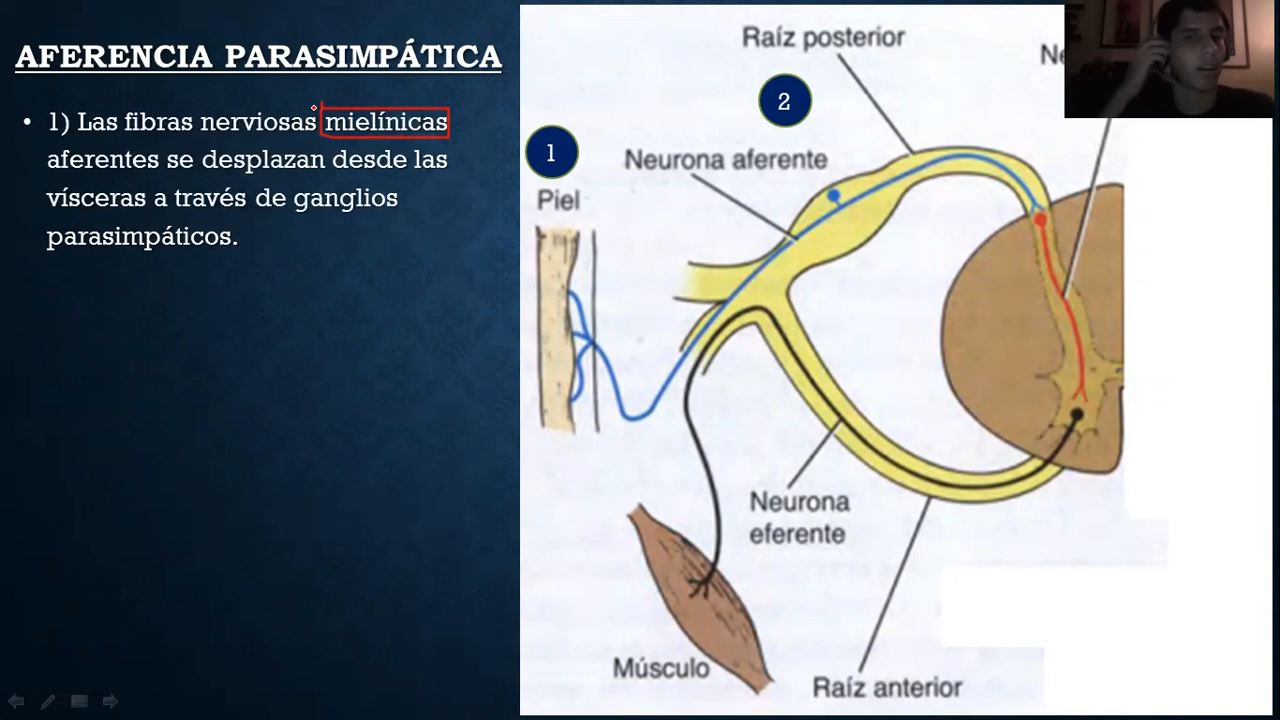 AFERENCIA PARASIMPÁTICA
• 1) Las fibras nerviosas mielínicas
aferentes se desplazan desde las
vísceras a través de ganglios
parasimpáticos.
Raíz posterior
2
1
Neurona aferente
Piel
Neurona
eferente
Músculo
Raíz anterior